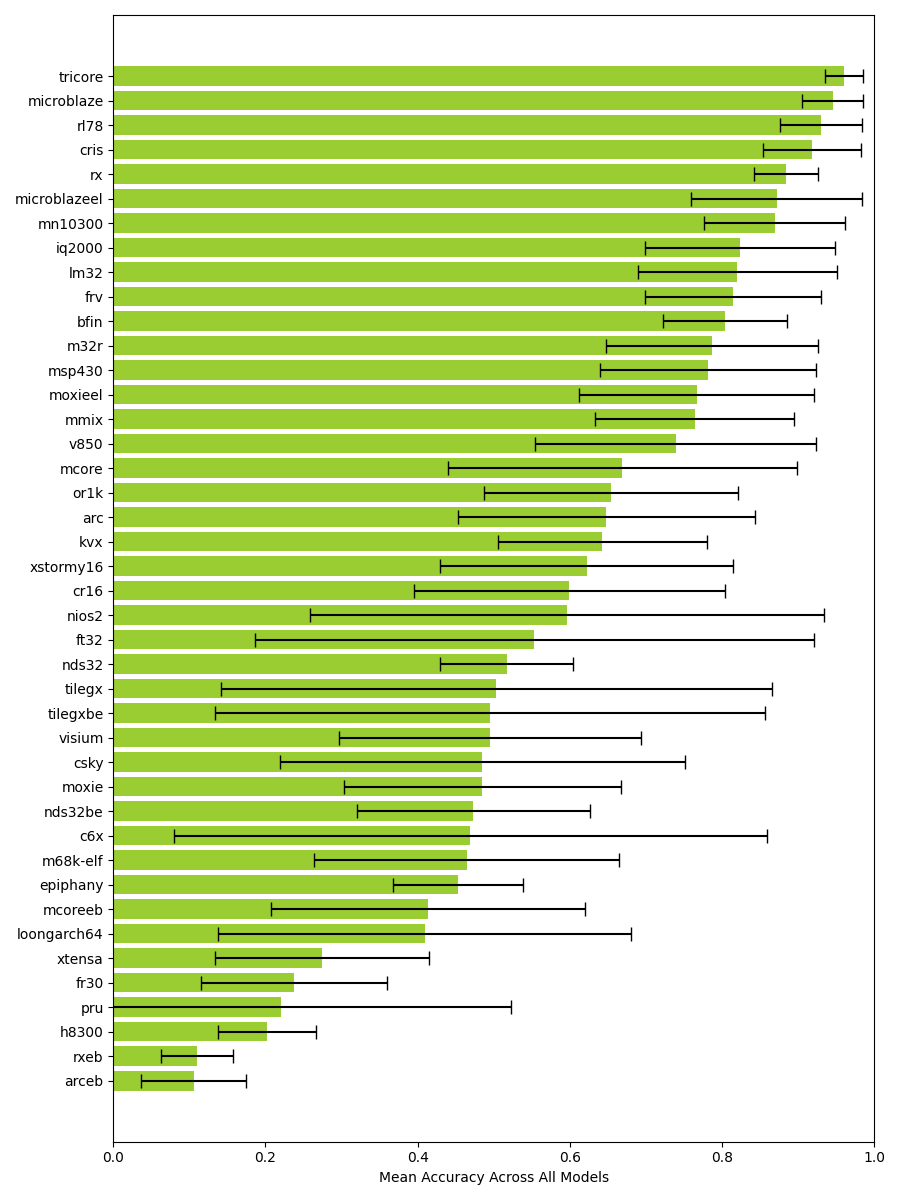 tricore
microblaze
rl78
cris
rx
microblazeel
mn10300
iq2000
lm32
frv
bfin
m32r
msp430
moxieel
mmix
v850
mcore
or1k
arc
kvx
xstormy16
cr16
nios2
ft32
nds32
tilegx
tilegxbe
visium
csky
moxie
nds32be
c6x
m68k-elf
epiphany
mcoreeb
loongarch64
xtensa
fr30
pru
h8300
rxeb
arceb
0.0 0.2 0.4 0.6 0.8 1.0
Mean Accuracy Across All Models